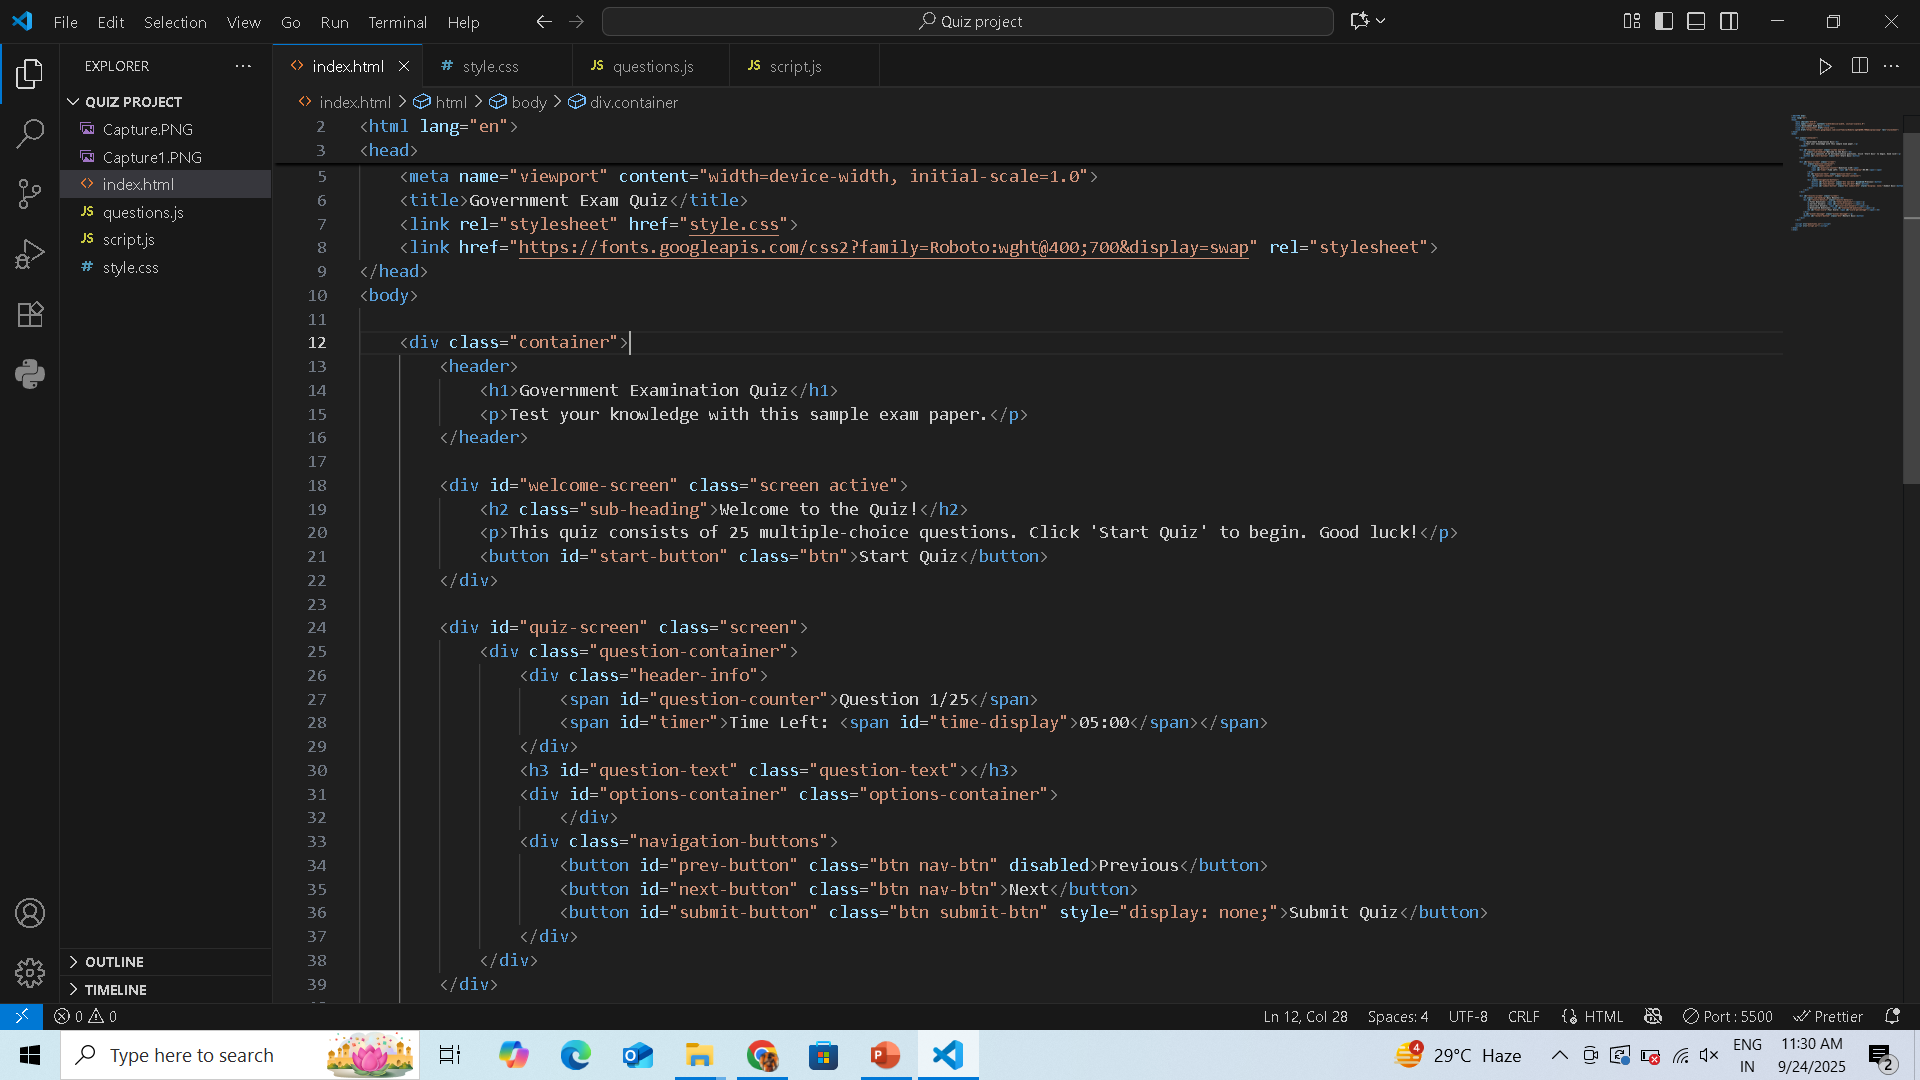 File Edit Selection View Go Run Terminal Help
Quiz project
EXPLORER
QUIZ PROJECT
Capture.PNG
Capture1.PNG
index.html
JS questions.js
JS script.js
# style.css
OUTLINE
TIMELINE
index.html
# style.css
JS questions.js
JS script.js
index.html > html > body > div.container
2 <html lang="en">
3 <head>
5 <meta name="viewport" content="width=device-width, initial-scale=1.0">
6 <title>Government Exam Quiz</title>
7 <link rel="stylesheet" href="style.css">
8 <link href="https://fonts.googleapis.com/css2?family=Roboto:wght@400;700&display=swap" rel="stylesheet">
9 </head>
10 <body>
11
12 <div class="container">
13 <header>
14 <h1>Government Examination Quiz</h1>
15 <p>Test your knowledge with this sample exam paper.</p>
16 </header>
17
18 <div id="welcome-screen" class="screen active">
19 <h2 class="sub-heading">Welcome to the Quiz!</h2>
20 <p>This quiz consists of 25 multiple-choice questions. Click 'Start Quiz' to begin. Good luck!</p>
21 <button id="start-button" class="btn">Start Quiz</button>
22 </div>
23
24 <div id="quiz-screen" class="screen">
25 <div class="question-container">
26 <div class="header-info">
27 <span id="question-counter">Question 1/25</span>
28 <span id="timer">Time Left: <span id="time-display">05:00</span></span>
29 </div>
30 <h3 id="question-text" class="question-text"></h3>
31 <div id="options-container" class="options-container">
32 </div>
33 <div class="navigation-buttons">
34 <button id="prev-button" class="btn nav-btn" disabled>Previous</button>
35 <button id="next-button" class="btn nav-btn">Next</button>
36 <button id="submit-button" class="btn submit-btn" style="display: none;">Submit Quiz</button>
37 </div>
38 </div>
39 </div>
0 0
Ln 12, Col 28 Spaces: 4 UTF-8 CRLF {} HTML Port : 5500 Prettier
Type here to search
4 29°C Haze
ENG
IN
11:30 AM
9/24/2025
2